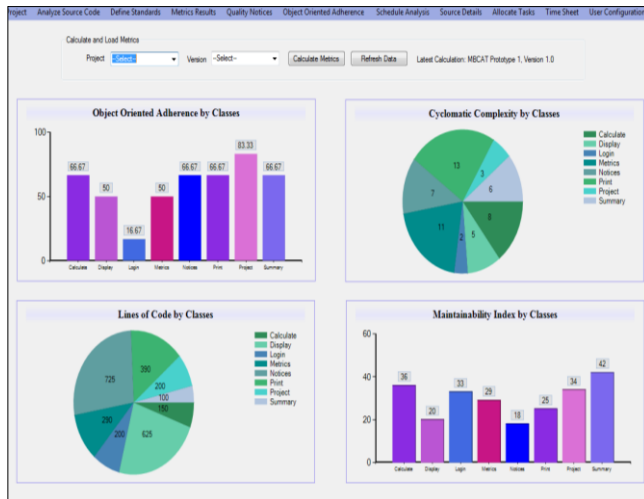 Project Analyze Source Code Define Standards Metrics Results Quality Notices Object Oriented Adherence Schedule Analysis Source Details Allocate Tasks Time Sheet User Configuration
Calculate and Load Metrics
Project --Select-- Version --Select-- Calculate Metrics Refresh Data Latest Calculation: MBCAT Prototype 1, Version 1.0
Object Oriented Adherence by Classes
100
50
0
66.67
50
16.67
50
66.67
66.67
83.33
66.67
Calculate Display Login Metrics Notices Print Project Summary
Cyclomatic Complexity by Classes
13
3
6
8
5
2
11
7
Calculate
Display
Login
Metrics
Notices
Print
Project
Summary
Lines of Code by Classes
390
200
100
150
625
200
280
725
Calculate
Display
Login
Metrics
Notices
Print
Project
Summary
Maintainability Index by Classes
60
40
20
0
36
20
33
29
18
25
34
42
Calculate Display Login Metrics Notices Print Project Summary